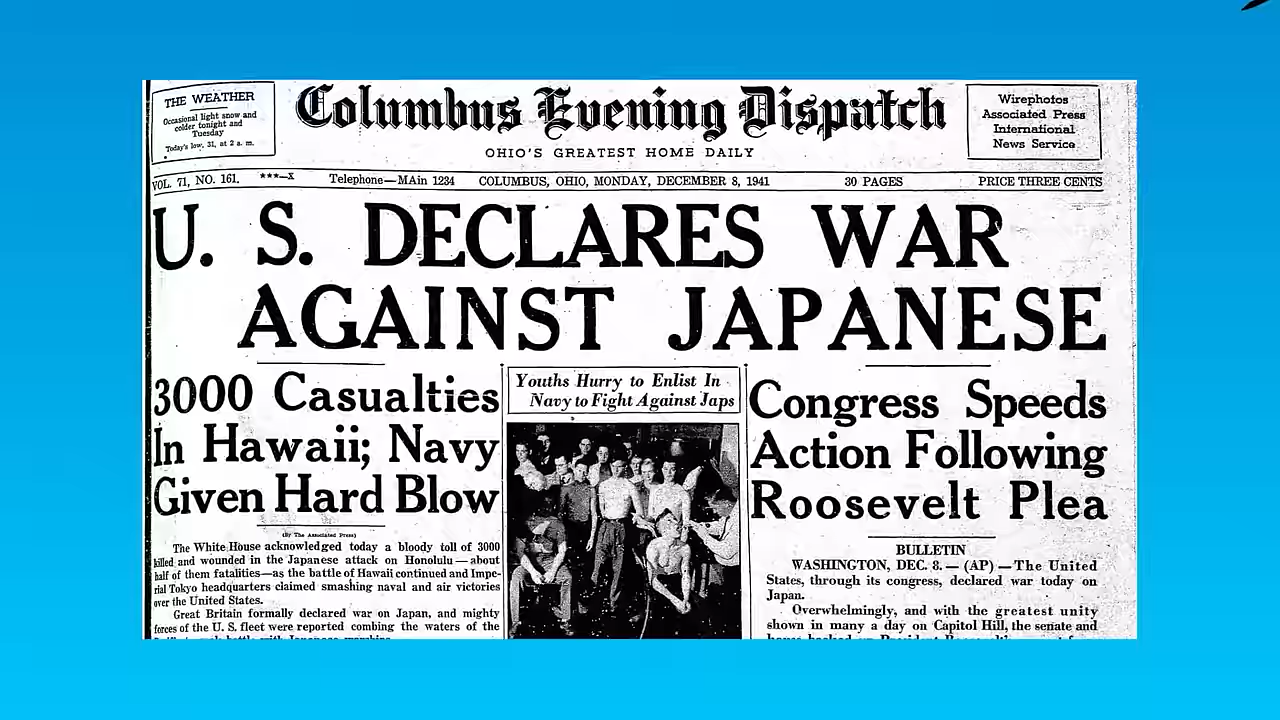 THE WEATHER
Occasional light snow and
colder tonight and
Tuesday
Today's low, 31, at 2 a. m.
Columbus Evening Dispatch
OHIO'S GREATEST HOME DAILY
Wirephotos
Associated Press
International
News Service
VOL. 71, NO. 161. ***—X Telephone—MAin 1234 COLUMBUS, OHIO, MONDAY, DECEMBER 8, 1941 30 PAGES PRICE THREE CENTS
U. S. DECLARES WAR
AGAINST JAPANESE
3000 Casualties
In Hawaii; Navy
Given Hard Blow
(By The Associated Press)
The White House acknowledged today a bloody toll of 3000
killed and wounded in the Japanese attack on Honolulu—about
half of them fatalities—as the battle of Hawaii continued and Impe-
rial Tokyo headquarters claimed smashing naval and air victories
over the United States.
Great Britain formally declared war on Japan, and mighty
forces of the U. S. fleet were reported combing the waters of the
Youths Hurry to Enlist In
Navy to Fight Against Japs
Congress Speeds
Action Following
Roosevelt Plea
BULLETIN
WASHINGTON, DEC. 8.—(AP)—The United
States, through its congress, declared war today on
Japan.
Overwhelmingly, and with the greatest unity
shown in many a day on Capitol Hill, the senate and